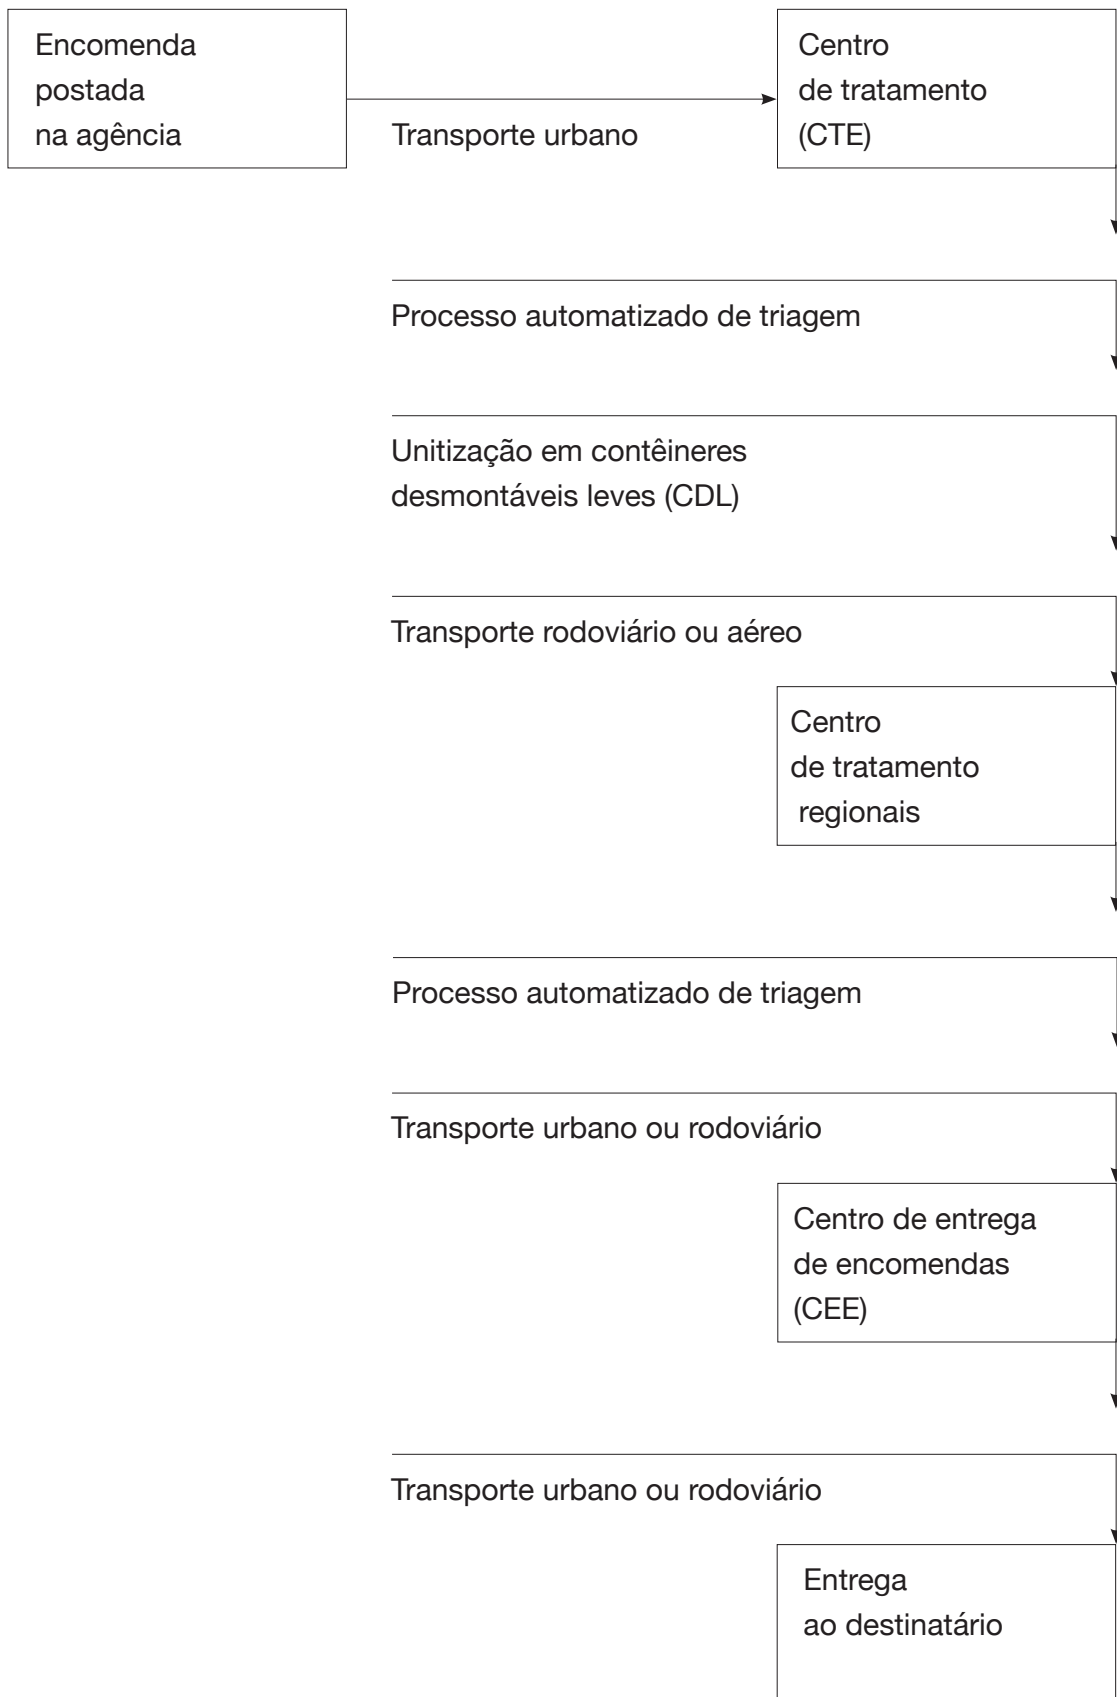 Encomenda
postada
na agência
Transporte urbano
Centro
de tratamento
(CTE)
Processo automatizado de triagem
Unitização em contêineres
desmontáveis leves (CDL)
Transporte rodoviário ou aéreo
Centro
de tratamento
regionais
Processo automatizado de triagem
Transporte urbano ou rodoviário
Centro de entrega
de encomendas
(CEE)
Transporte urbano ou rodoviário
Entrega
ao destinatário